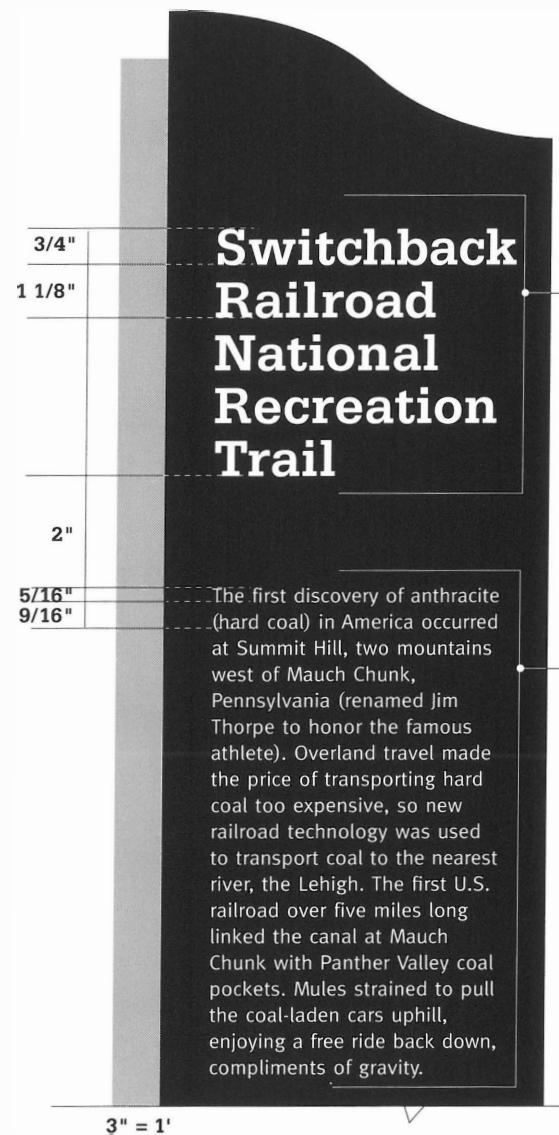 3/4"
1 1/8"
2"
5/16"
9/16"
Switchback
Railroad
National
Recreation
Trail
The first discovery of anthracite
(hard coal) in America occurred
at Summit Hill, two mountains
west of Mauch Chunk,
Pennsylvania (renamed Jim
Thorpe to honor the famous
athlete). Overland travel made
the price of transporting hard
coal too expensive, so new
railroad technology was used
to transport coal to the nearest
river, the Lehigh. The first U.S.
railroad over five miles long
linked the canal at Mauch
Chunk with Panther Valley coal
pockets. Mules strained to pull
the coal-laden cars uphill,
enjoying a free ride back down,
compliments of gravity.
3" = 1'